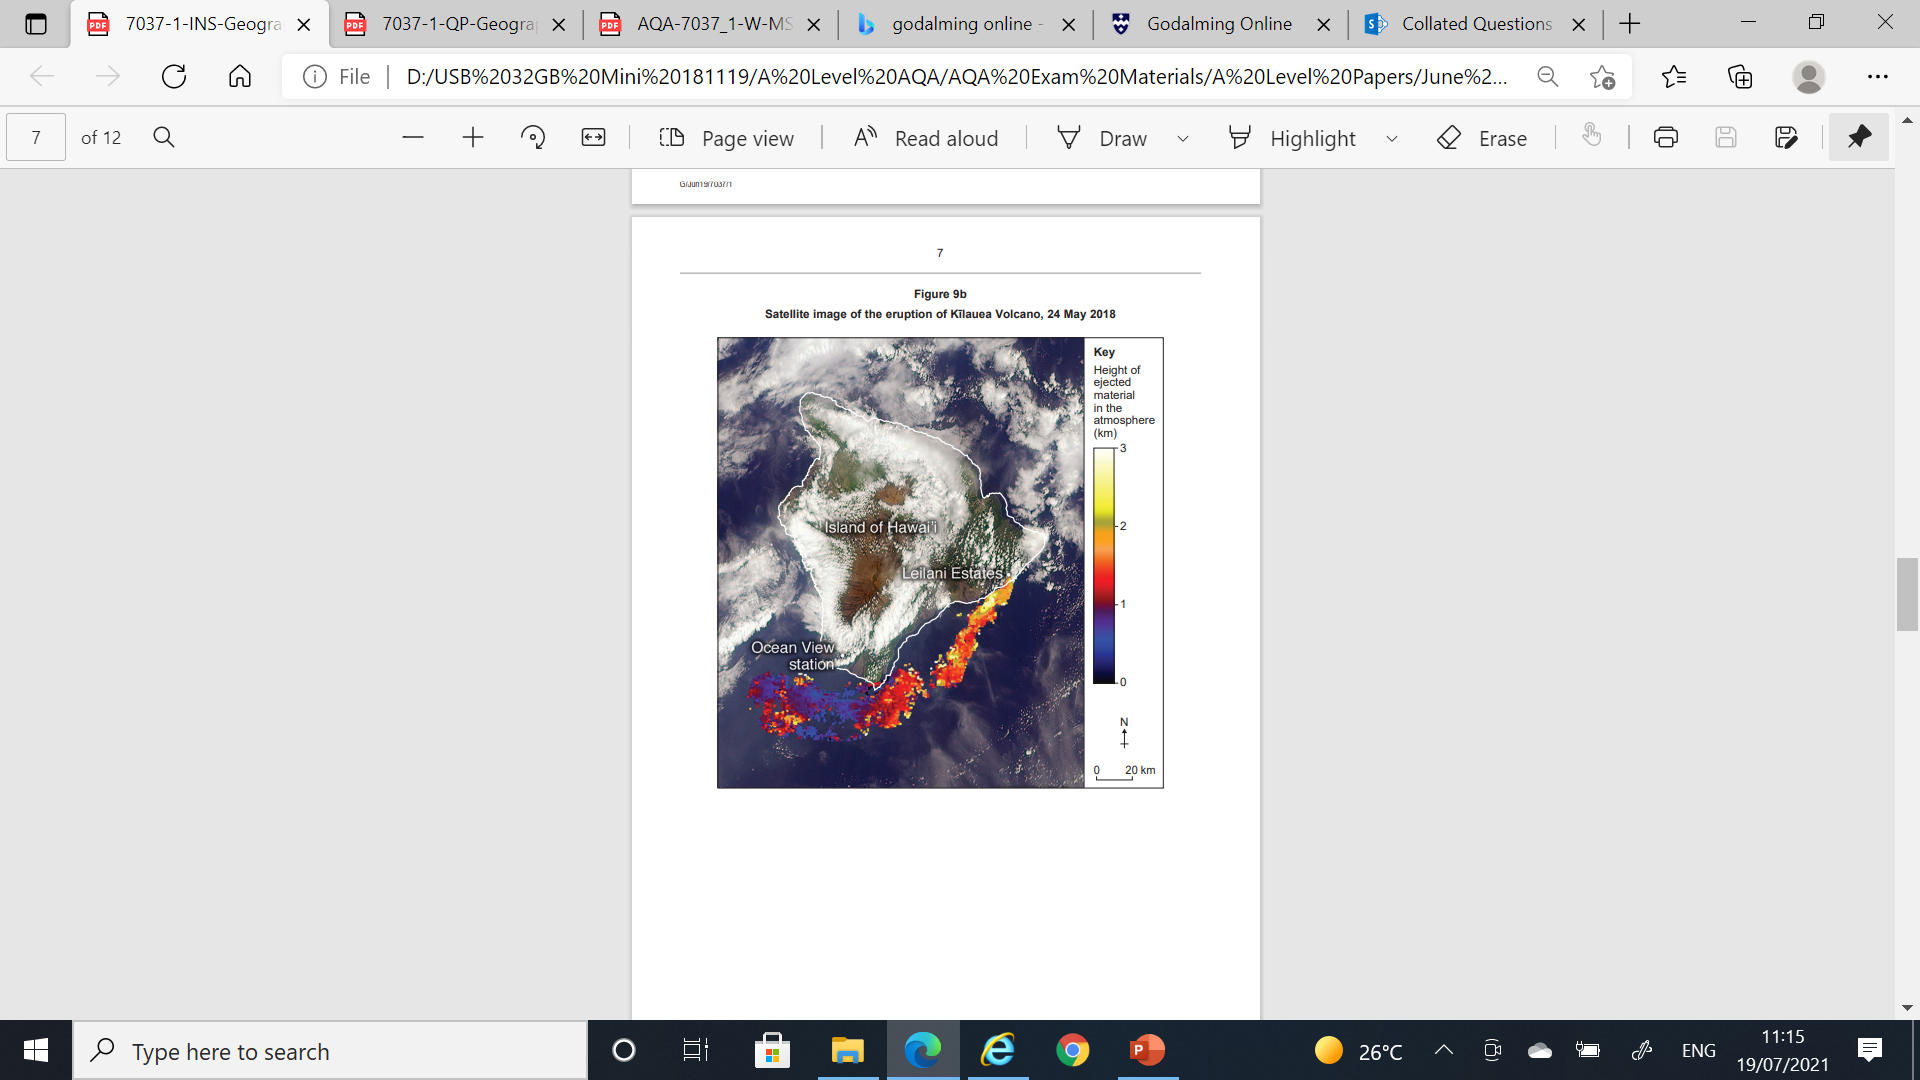 7037-1-INS-Geogra
7037-1-QP-Geogra
AQA-7037_1-W-MS
godalming online -
Godalming Online
Collated Questions
File
D:/USB%2032GB%20Mini%20181119/A%20Level%20AQA/AQA%20Exam%20Materials/A%20Level%20Papers/June%2...
7
of 12
Page view
Read aloud
Draw
Highlight
Erase
G/Jun19/7037/1
7
Figure 9b
Satellite image of the eruption of Kīlauea Volcano, 24 May 2018
Island of Hawai'i
Leilani Estates
Ocean View
station
Key
Height of
ejected
material
in the
atmosphere
(km)
3
2
1
0
N
0 20 km
Type here to search
26°C
ENG
11:15
19/07/2021